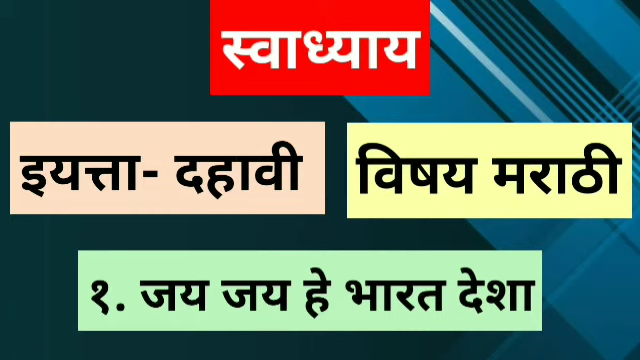 स्वाध्याय
इयत्ता- दहावी
विषय मराठी
१. जय जय हे भारत देशा